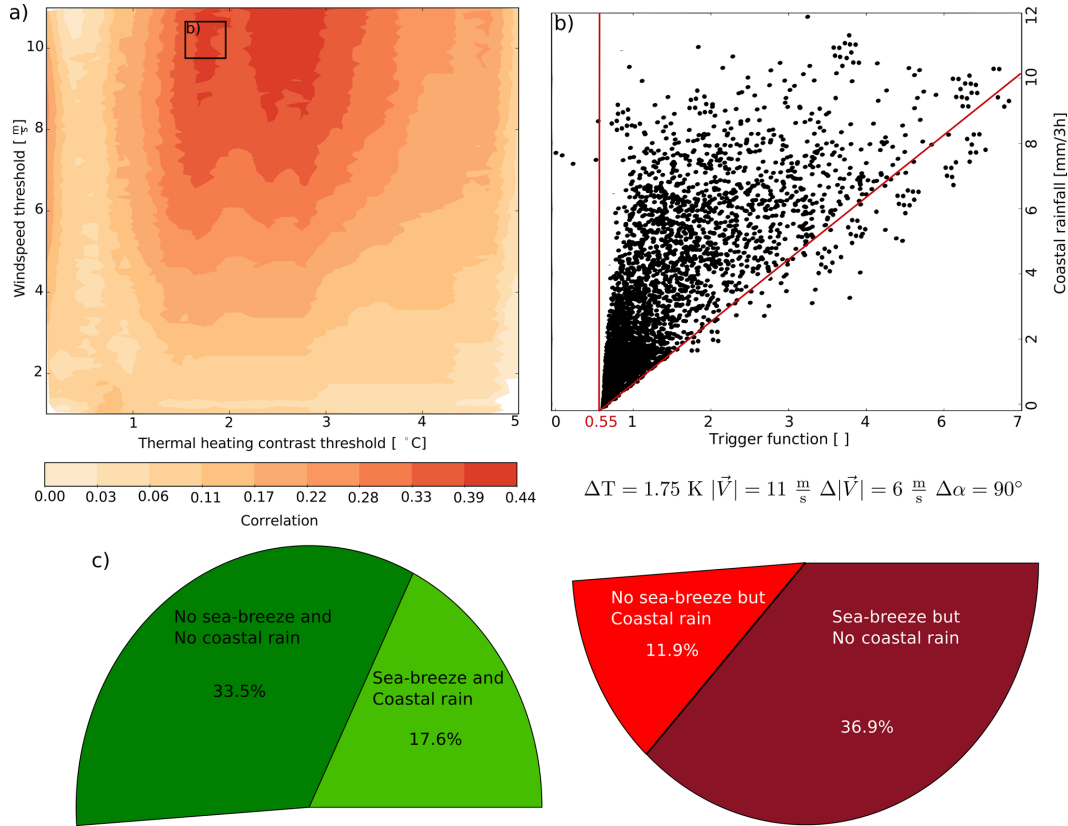 a)
b)
10
8
6
4
2
Windspeed threshold [ m/s ]
1
2
3
4
5
Thermal heating contrast threshold [ °C]
0.00
0.03
0.06
0.11
0.17
0.22
0.28
0.33
0.39
0.44
Correlation
b)
12
10
8
6
4
2
0
Coastal rainfall [mm/3h]
0
0.55
1
2
3
4
5
6
7
Trigger function [ ]
ΔT = 1.75 K |V⃗| = 11 m/s Δ|V⃗| = 6 m/s Δα = 90°
c)
No sea-breeze and
No coastal rain
33.5%
Sea-breeze and
Coastal rain
17.6%
No sea-breeze but
Coastal rain
11.9%
Sea-breeze but
No coastal rain
36.9%